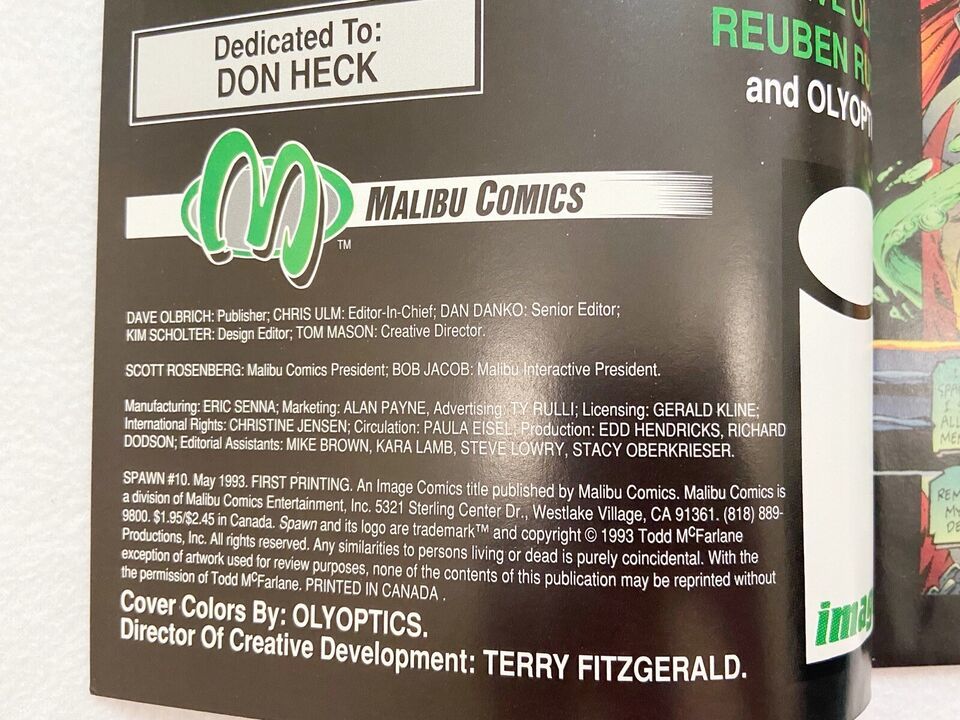 Dedicated To:
DON HECK
REUBEN
and
MALIBU COMICS
TM
DAVE OLBRICH: Publisher; CHRIS ULM: Editor-In-Chief; DAN DANKO: Senior Editor;
KIM SCHOLTER: Design Editor; TOM MASON: Creative Director.
SCOTT ROSENBERG: Malibu Comics President; BOB JACOB: Malibu Interactive President.
Manufacturing: ERIC SENNA; Marketing: ALAN PAYNE, Advertising: TY RULLI; Licensing: GERALD KLINE;
International Rights: CHRISTINE JENSEN; Circulation: PAULA EISEL; Production: EDD HENDRICKS, RICHARD
DODSON; Editorial Assistants: MIKE BROWN, KARA LAMB, STEVE LOWRY, STACY OBERKRIESER.
SPAWN #10. May 1993. FIRST PRINTING. An Image Comics title published by Malibu Comics. Malibu Comics is
a division of Malibu Comics Entertainment, Inc. 5321 Sterling Center Dr., Westlake Village, CA 91361. (818) 889-
9800. $1.95/$2.45 in Canada. Spawn and its logo are trademark™ and copyright © 1993 Todd McFarlane
Productions, Inc. All rights reserved. Any similarities to persons living or dead is purely coincidental. With the
exception of artwork used for review purposes, none of the contents of this publication may be reprinted without
the permission of Todd McFarlane. PRINTED IN CANADA .
Cover Colors By: OLYOPTICS.
Director Of Creative Development: TERRY FITZGERALD.